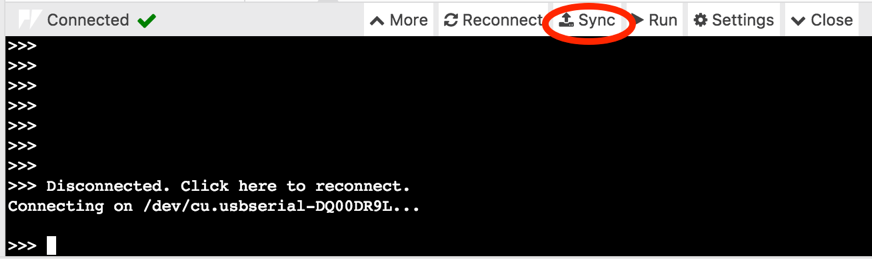 Connected More Reconnect Sync Run Settings Close
>>>
>>>
>>>
>>>
>>>
>>>
>>>
>>> Disconnected. Click here to reconnect.
Connecting on /dev/cu.usbserial-DQ00DR9L...
>>>